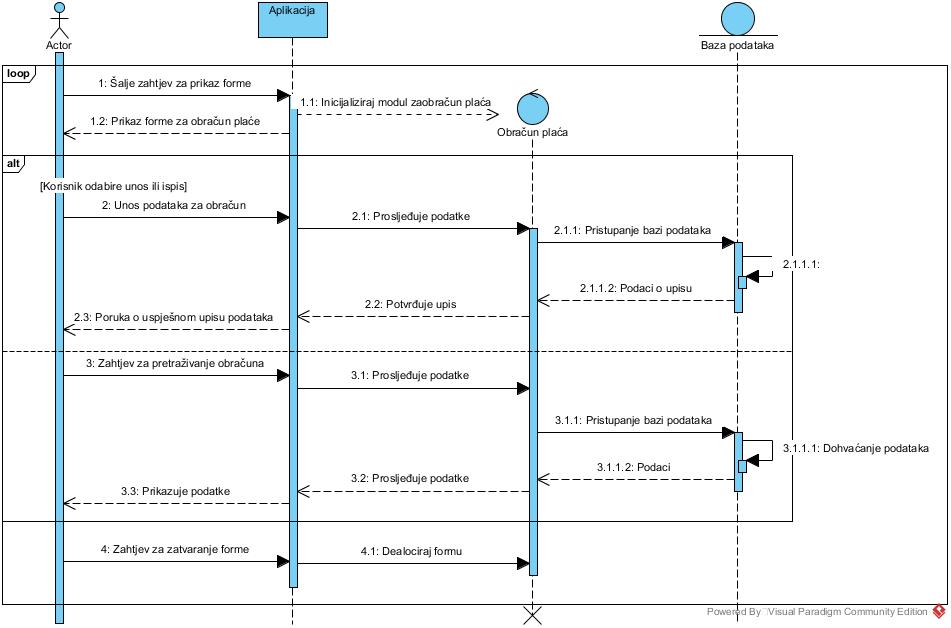 Aplikacija
Actor
Baza podataka
loop
1: Šalje zahtjev za prikaz forme
1.1: Inicijaliziraj modul zaobračun plaća
1.2: Prikaz forme za obračun plaće
Obračun plaća
alt
[Korisnik odabire unos ili ispis]
2: Unos podataka za obračun
2.1: Prosljeđuje podatke
2.1.1: Pristupanje bazi podataka
2.1.1.1:
2.1.1.2: Podaci o upisu
2.2: Potvrđuje upis
2.3: Poruka o uspješnom upisu podataka
3: Zahtjev za pretraživanje obračuna
3.1: Prosljeđuje podatke
3.1.1: Pristupanje bazi podataka
3.1.1.1: Dohvaćanje podataka
3.1.1.2: Podaci
3.2: Prosljeđuje podatke
3.3: Prikazuje podatke
4: Zahtjev za zatvaranje forme
4.1: Dealociraj formu
Powered By Visual Paradigm Community Edition